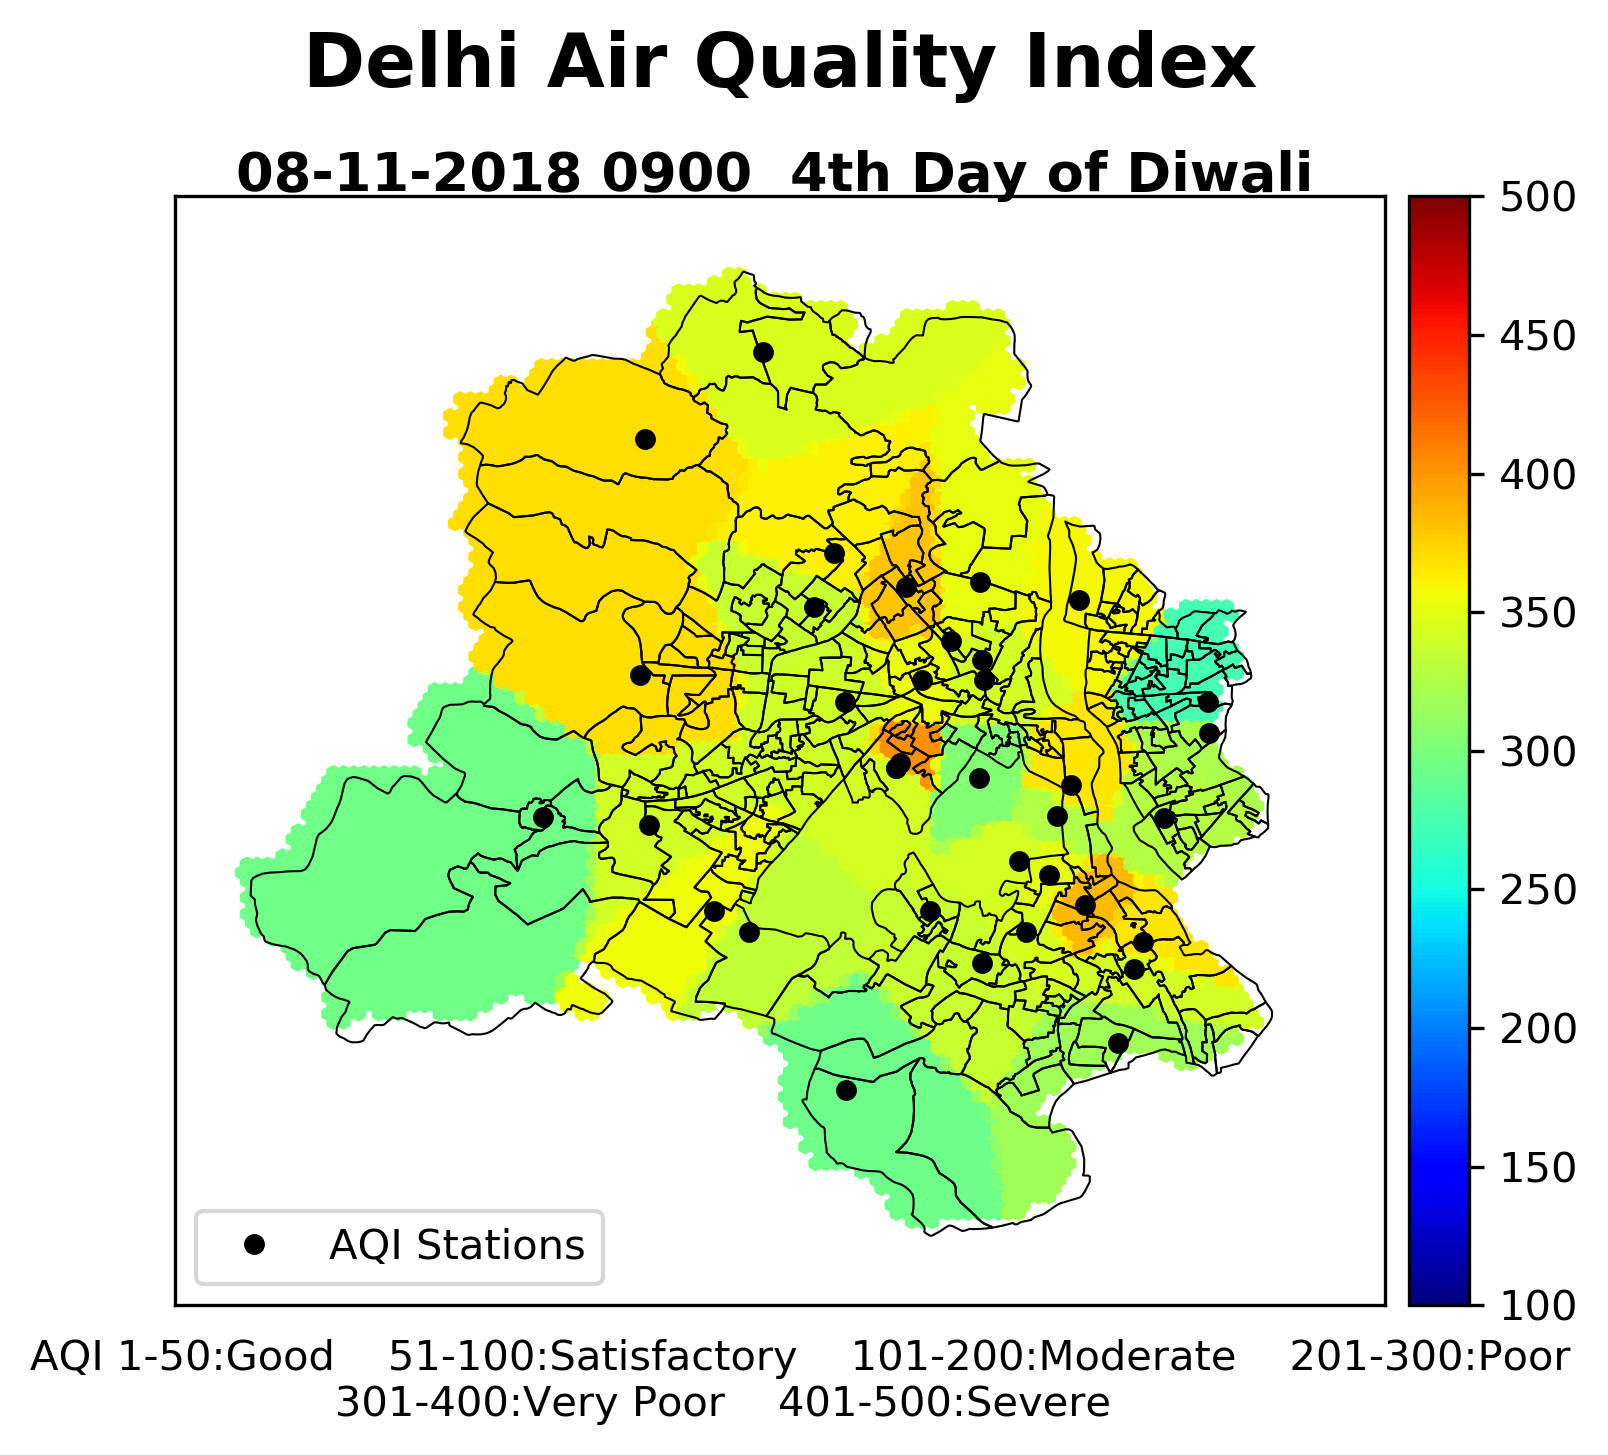 Delhi Air Quality Index
08-11-2018 0900  4th Day of Diwali
500
450
400
350
300
250
200
150
100
AQI Stations
AQI 1-50:Good    51-100:Satisfactory    101-200:Moderate    201-300:Poor
301-400:Very Poor    401-500:Severe